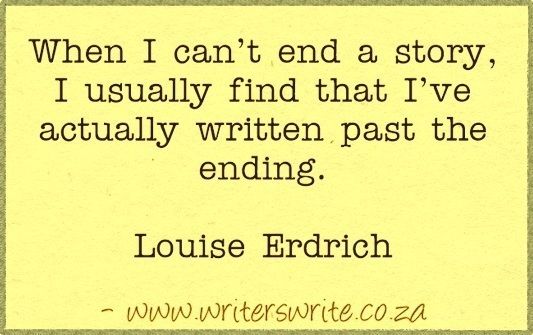 When I can't end a story,
I usually find that I've
actually written past the
ending.
Louise Erdrich
- www.writerswrite.co.za